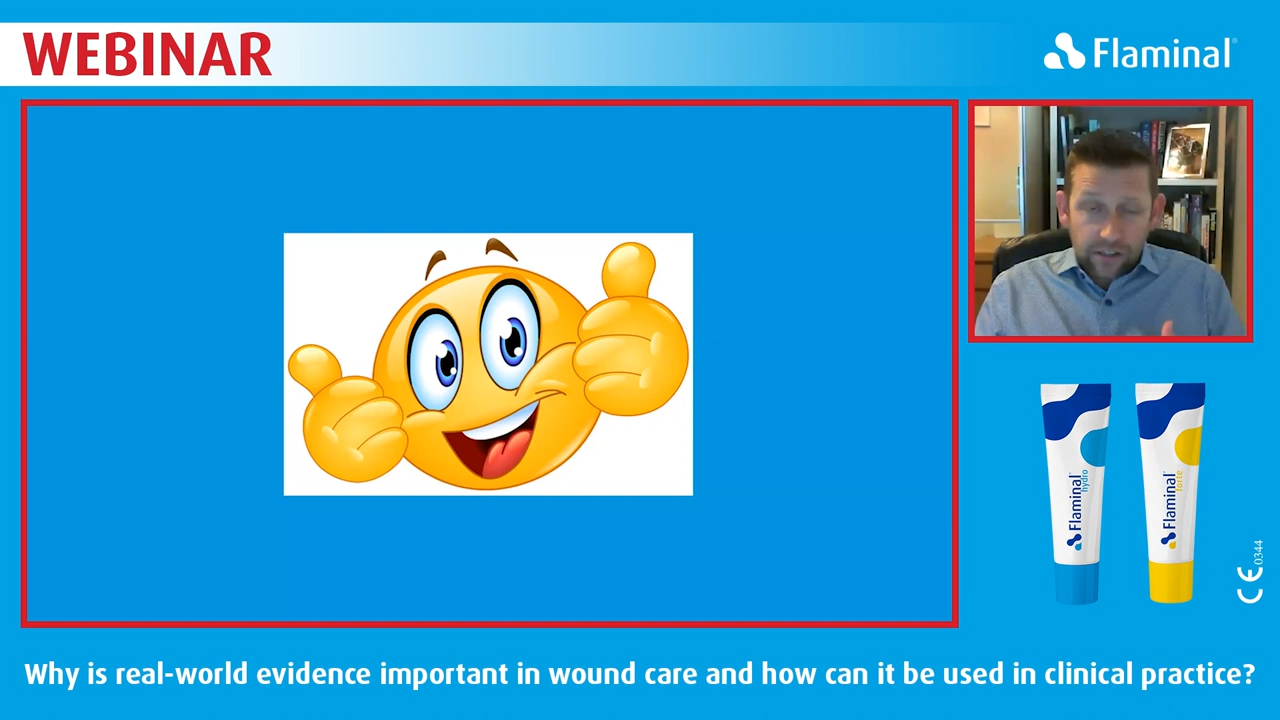 WEBINAR
Flaminal®
Flaminal® hydro
Flaminal® forte
CE 0344
Why is real-world evidence important in wound care and how can it be used in clinical practice?